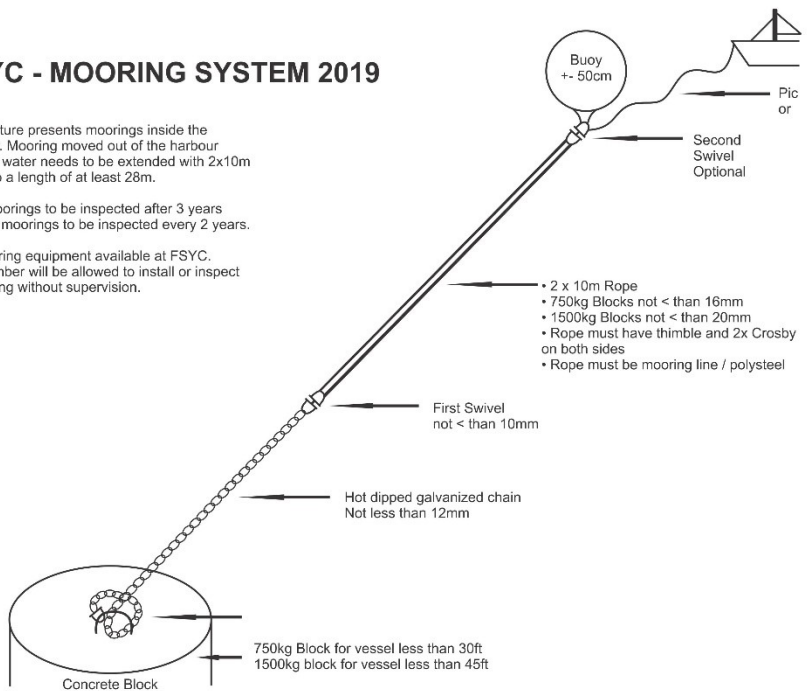 YC - MOORING SYSTEM 2019
Buoy
+- 50cm
Pic
or
Second
Swivel
Optional
ture presents moorings inside the
. Mooring moved out of the harbour
water needs to be extended with 2x10m
o a length of at least 28m.
orings to be inspected after 3 years
moorings to be inspected every 2 years.
ring equipment available at FSYC.
ber will be allowed to install or inspect
ng without supervision.
• 2 x 10m Rope
• 750kg Blocks not < than 16mm
• 1500kg Blocks not < than 20mm
• Rope must have thimble and 2x Crosby
on both sides
• Rope must be mooring line / polysteel
First Swivel
not < than 10mm
Hot dipped galvanized chain
Not less than 12mm
750kg Block for vessel less than 30ft
1500kg block for vessel less than 45ft
Concrete Block